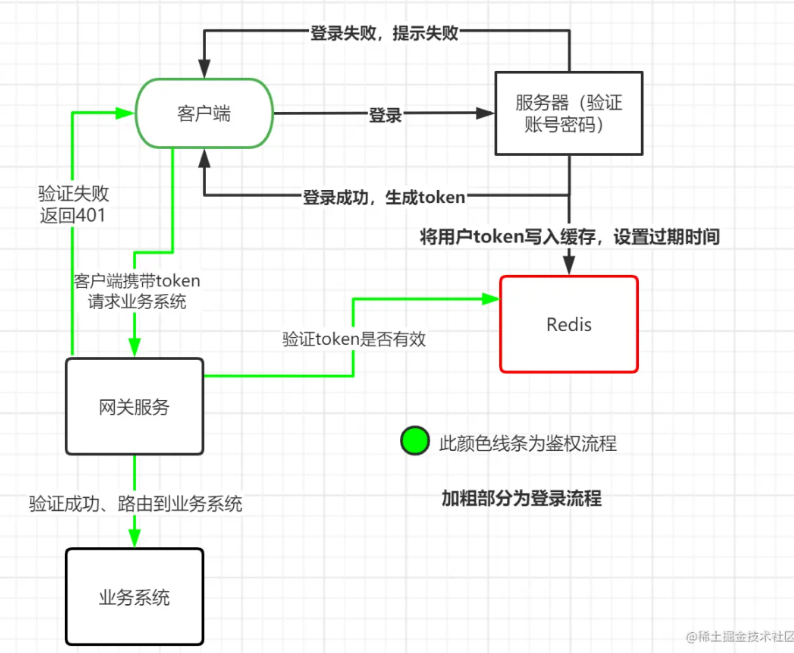 登录失败，提示失败
客户端
登录
服务器（验证
账号密码）
验证失败
返回401
登录成功，生成token
将用户token写入缓存，设置过期时间
客户端携带token
请求业务系统
Redis
验证token是否有效
网关服务
此颜色线条为鉴权流程
加粗部分为登录流程
验证成功、路由到业务系统
业务系统
@稀土掘金技术社区